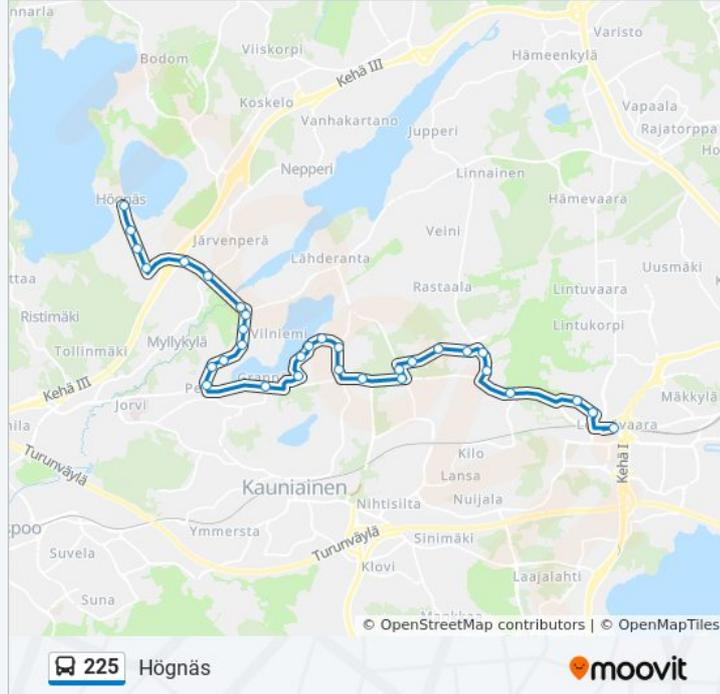 nnarla
Varisto
Viiskorpi
Bodom
Hämeenkylä
Kehä III
Koskelo
Vapaala
Vanhakartano
Jupperi
Rajatorppa
Ho
Nepperi
Linnainen
Högnäs
Hämevaara
Veini
Järvenperä
Lähderanta
Uusmäki
ttaa
Rastaala
Lintuvaara
K
Ristimäki
Lintukorpi
Vilniemi
Myllykylä
Tollinmäki
Kehä III
Mäkkylä
Jorvi
nila
Kilo
Kehä I
Turunväylä
Lansa
Kauniainen
Nuijala
Nihtisilta
spoo
Ymmersta
Sinimäki
Turunväylä
Suvela
Klovi
Laajalahti
Suna
© OpenStreetMap contributors | © OpenMapTiles
225 Högnäs
moovit